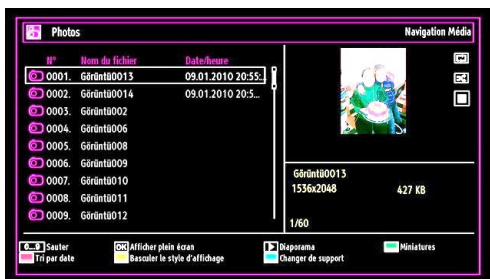 Photos Navigation Média
N° Nom du fichier Date/heure
0001. Görüntü0013 09.01.2010 20:55:..
0002. Görüntü0014 09.01.2010 20:5...
0003. Görüntü002
0004. Görüntü006
0005. Görüntü008
0006. Görüntü009
0007. Görüntü010
0008. Görüntü011
0009. Görüntü012
Görüntü0013
1536x2048 427 KB
1/60
0...9 Sauter OK Afficher plein écran Diaporama Miniatures
Tri par date Basculer le style d'affichage Changer de support